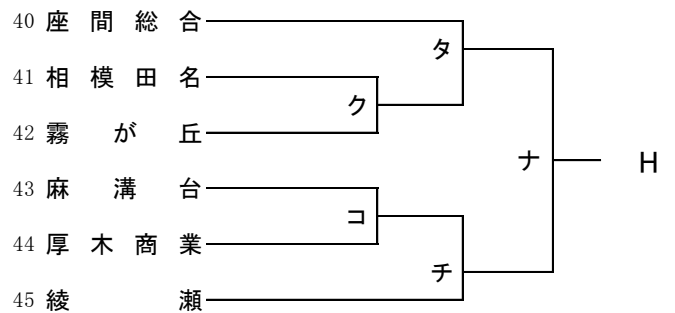 40 座間総合
タ
41 相模田名
ク
42 霧が丘
ナ H
43 麻溝台
コ
44 厚木商業
チ
45 綾瀬